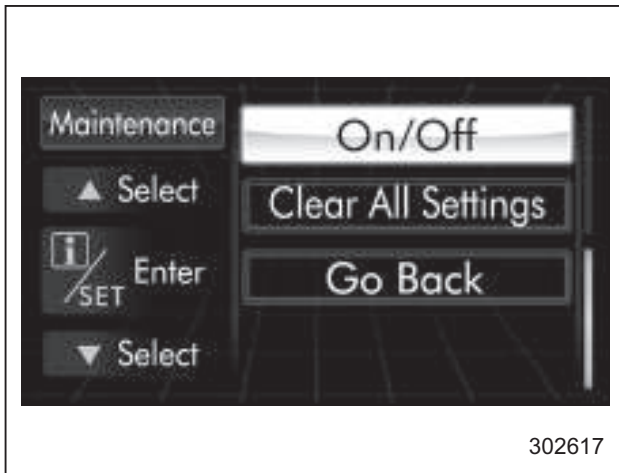 Maintenance
▲ Select
i/SET Enter
▼ Select
On/Off
Clear All Settings
Go Back
302617